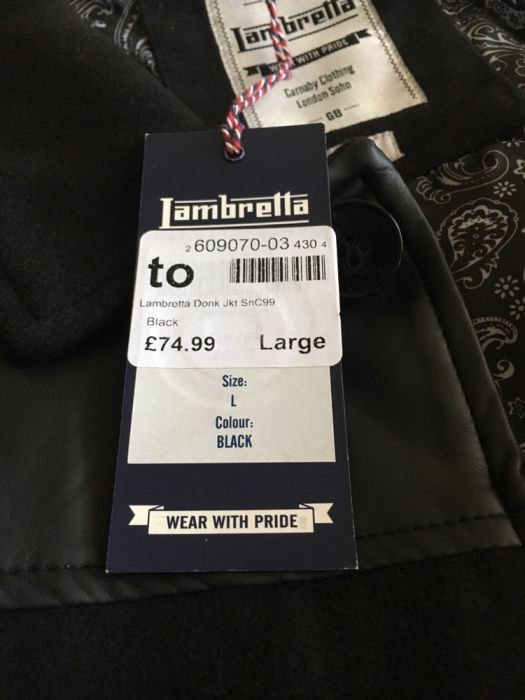 Lambretta
WEAR WITH PRIDE
Carnaby Clothing
London Soho
GB
Lambretta
2 609070-03 430 4
to
Lambretta Donk Jkt SnC99
Black
£74.99 Large
Size:
L
Colour:
BLACK
WEAR WITH PRIDE